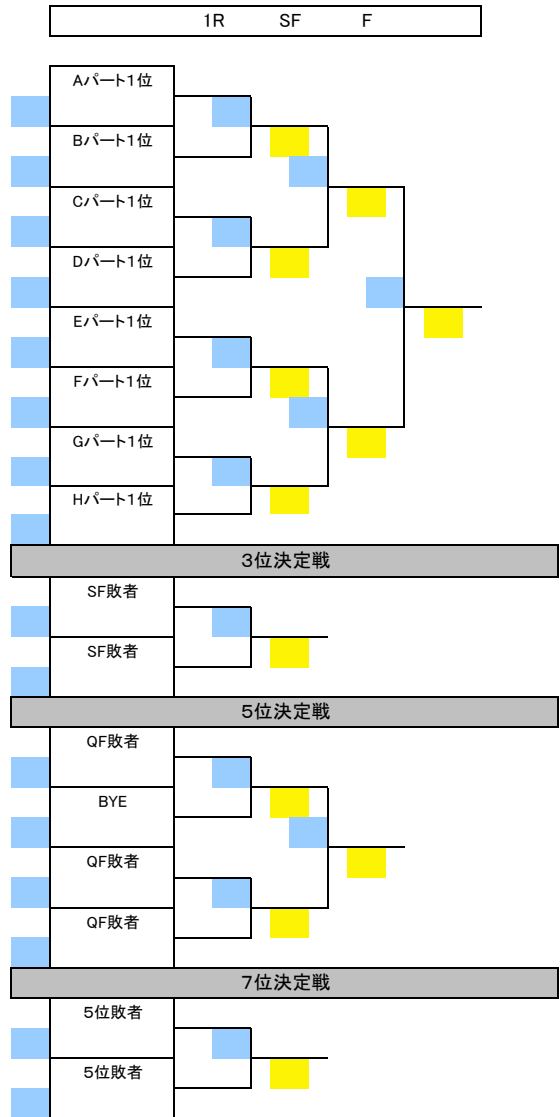 1R SF F
Aパート1位
Bパート1位
Cパート1位
Dパート1位
Eパート1位
Fパート1位
Gパート1位
Hパート1位
3位決定戦
SF敗者
SF敗者
5位決定戦
QF敗者
BYE
QF敗者
QF敗者
7位決定戦
5位敗者
5位敗者